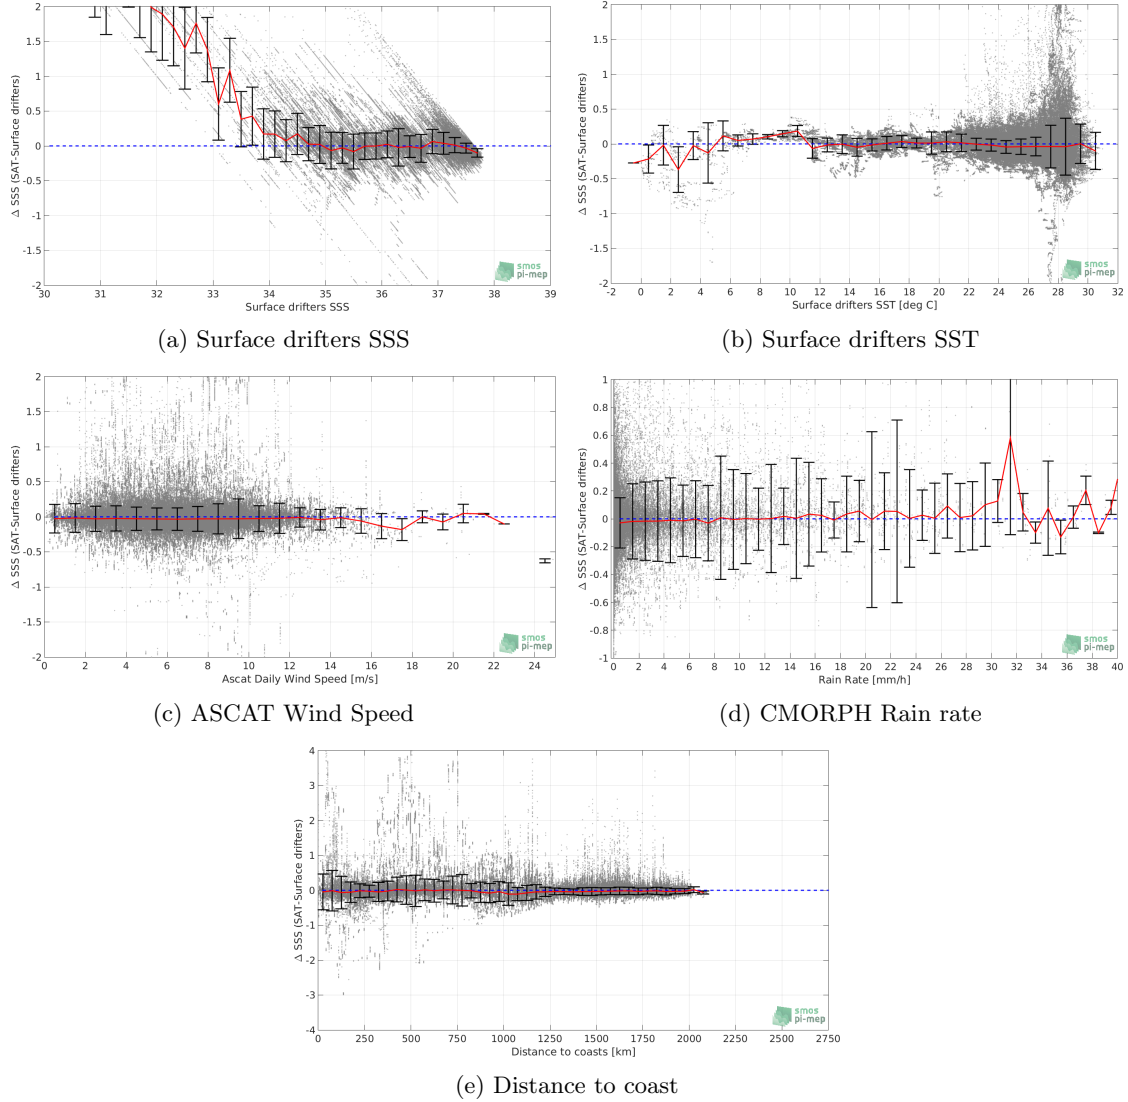 2
1.5
1
0.5
0
-0.5
-1
-1.5
-2
Δ SSS (SAT-Surface drifters)
30 31 32 33 34 35 36 37 38 39
Surface drifters SSS
smos
pi-mep
(a) Surface drifters SSS
2
1.5
1
0.5
0
-0.5
-1
-1.5
-2
Δ SSS (SAT-Surface drifters)
-2 0 2 4 6 8 10 12 14 16 18 20 22 24 26 28 30 32
Surface drifters SST [deg C]
smos
pi-mep
(b) Surface drifters SST
2
1.5
1
0.5
0
-0.5
-1
-1.5
-2
Δ SSS (SAT-Surface drifters)
0 2 4 6 8 10 12 14 16 18 20 22 24
Ascat Daily Wind Speed [m/s]
smos
pi-mep
(c) ASCAT Wind Speed
1
0.8
0.6
0.4
0.2
0
-0.2
-0.4
-0.6
-0.8
-1
Δ SSS (SAT-Surface drifters)
0 2 4 6 8 10 12 14 16 18 20 22 24 26 28 30 32 34 36 38 40
Rain Rate [mm/h]
smos
pi-mep
(d) CMORPH Rain rate
4
3
2
1
0
-1
-2
-3
-4
Δ SSS (SAT-Surface drifters)
0 250 500 750 1000 1250 1500 1750 2000 2250 2500 2750
Distance to coasts [km]
smos
pi-mep
(e) Distance to coast